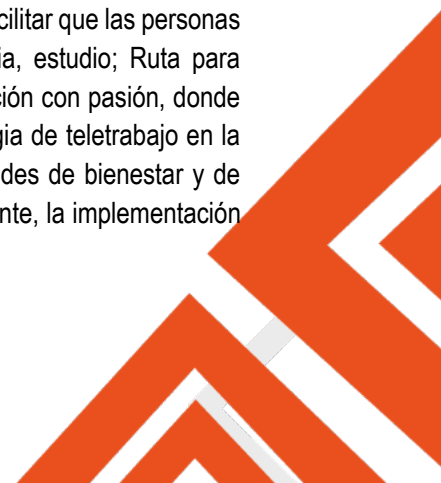 cilitar que las personas
ia, estudio; Ruta para
ción con pasión, donde
gia de teletrabajo en la
des de bienestar y de
nte, la implementación